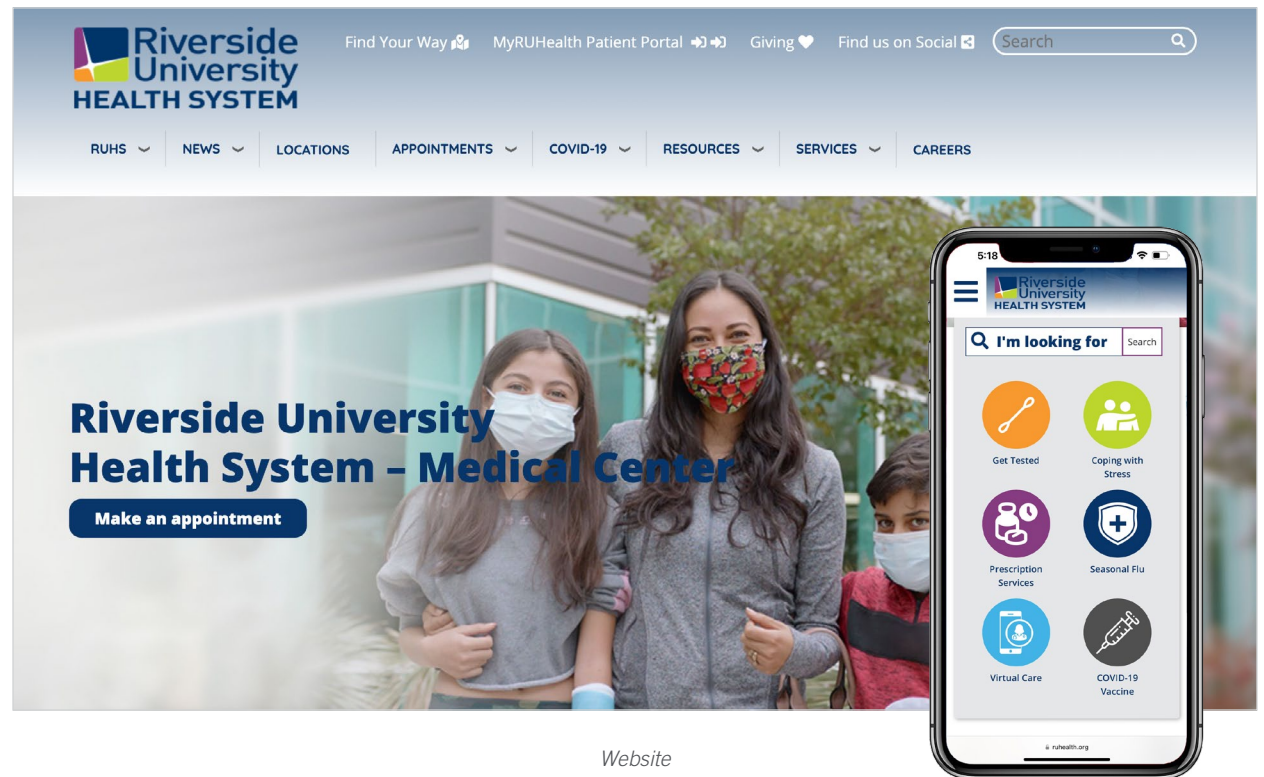 Riverside
University
HEALTH SYSTEM
Find Your Way
MyRUHealth Patient Portal
Giving
Find us on Social
Search
RUHS
NEWS
LOCATIONS
APPOINTMENTS
COVID-19
RESOURCES
SERVICES
CAREERS
Riverside University
Health System – Medical Center
Make an appointment
5:18
Riverside
University
HEALTH SYSTEM
I'm looking for
Search
Get Tested
Coping with
Stress
Prescription
Services
Seasonal Flu
Virtual Care
COVID-19
Vaccine
ruhealth.org
Website